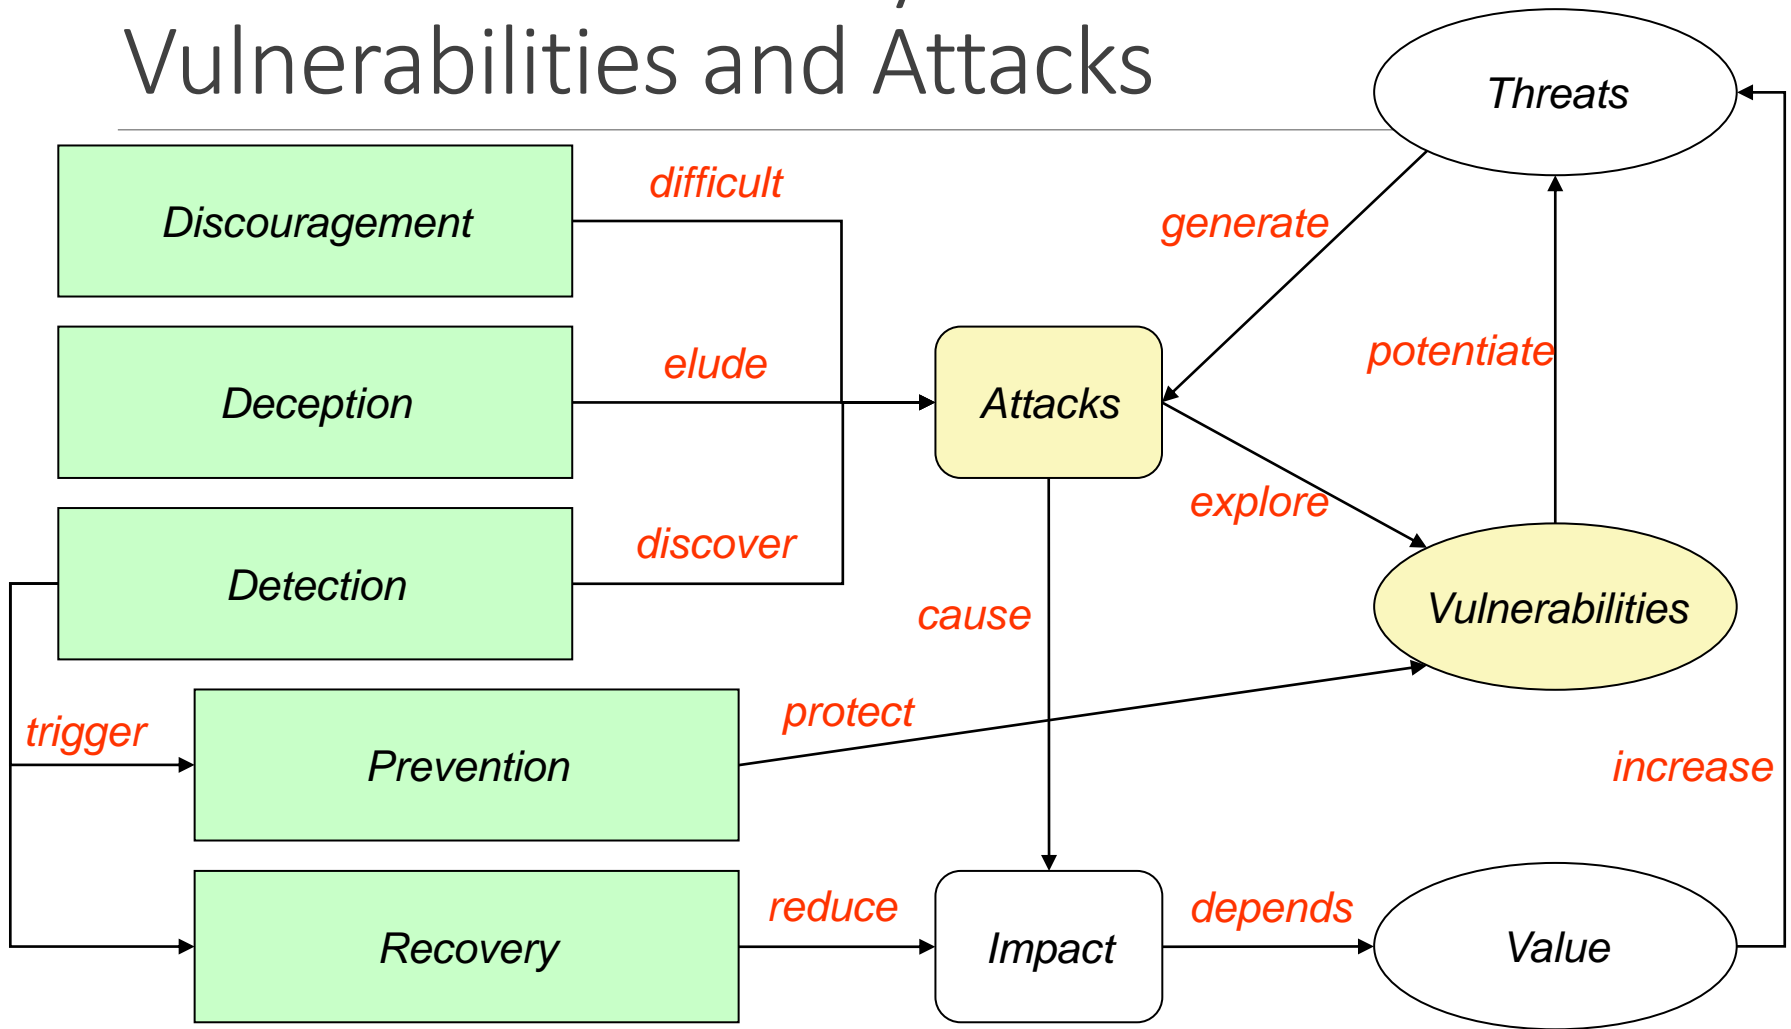 Vulnerabilities and Attacks
Threats
difficult
Discouragement
generate
elude
potentiate
Deception
Attacks
explore
discover
Detection
cause
Vulnerabilities
protect
trigger
Prevention
increase
reduce
depends
Recovery
Impact
Value